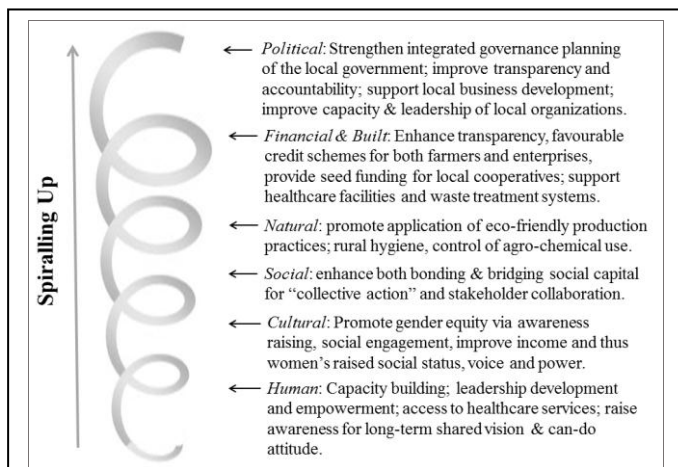 Spiralling Up
Political: Strengthen integrated governance planning
of the local government; improve transparency and
accountability; support local business development;
improve capacity & leadership of local organizations.
Financial & Built: Enhance transparency, favourable
credit schemes for both farmers and enterprises,
provide seed funding for local cooperatives; support
healthcare facilities and waste treatment systems.
Natural: promote application of eco-friendly production
practices; rural hygiene, control of agro-chemical use.
Social: enhance both bonding & bridging social capital
for “collective action” and stakeholder collaboration.
Cultural: Promote gender equity via awareness
raising, social engagement, improve income and thus
women’s raised social status, voice and power.
Human: Capacity building; leadership development
and empowerment; access to healthcare services; raise
awareness for long-term shared vision & can-do
attitude.